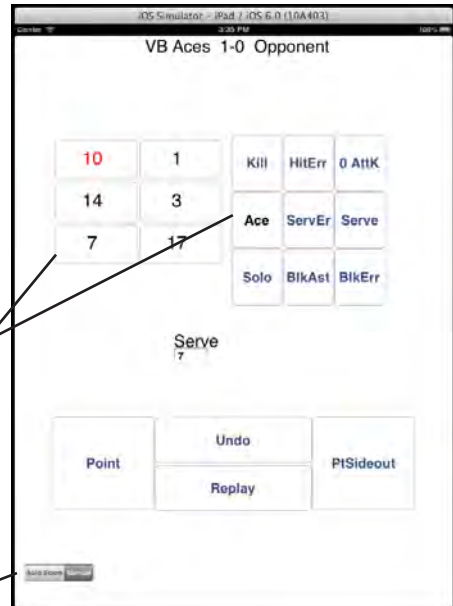 iOS Simulator - iPad / iOS 6.0 (10A403)
Carrier 3:35 PM 100%
VB Aces 1-0 Opponent
10 1 Kill HitErr 0 AttK
14 3 Ace ServEr Serve
7 17
Solo BlkAst BlkErr
Serve
7
Undo
Point PtSideout
Replay